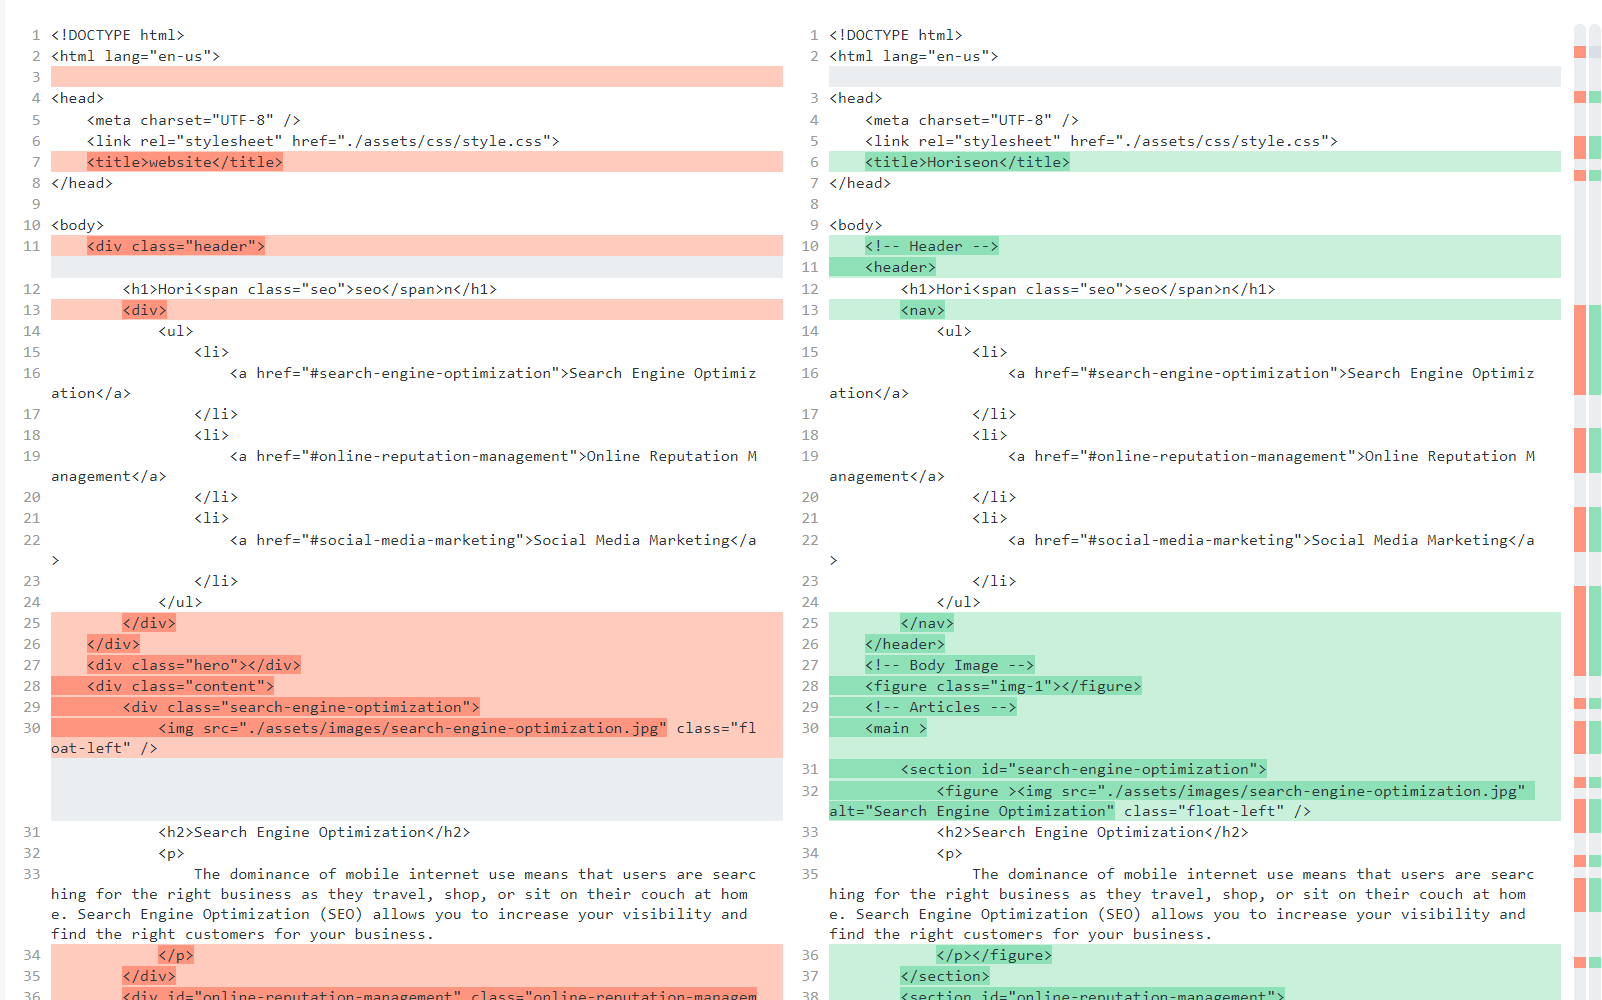 1 <!DOCTYPE html>
2 <html lang="en-us">
3
4 <head>
5     <meta charset="UTF-8" />
6     <link rel="stylesheet" href="./assets/css/style.css">
7     <title>website</title>
8 </head>
9
10 <body>
11     <div class="header">
12         <h1>Hori<span class="seo">seo</span>n</h1>
13         <div>
14             <ul>
15                 <li>
16                     <a href="#search-engine-optimization">Search Engine Optimiz
ation</a>
17                 </li>
18                 <li>
19                     <a href="#online-reputation-management">Online Reputation M
anagement</a>
20                 </li>
21                 <li>
22                     <a href="#social-media-marketing">Social Media Marketing</a
>
23                 </li>
24             </ul>
25         </div>
26     </div>
27     <div class="hero"></div>
28     <div class="content">
29         <div class="search-engine-optimization">
30             <img src="./assets/images/search-engine-optimization.jpg" class="fl
oat-left" />
31             <h2>Search Engine Optimization</h2>
32             <p>
33                 The dominance of mobile internet use means that users are searc
hing for the right business as they travel, shop, or sit on their couch at hom
e. Search Engine Optimization (SEO) allows you to increase your visibility and
find the right customers for your business.
34             </p>
35         </div>
36         <div id="online-reputation-management" class="online-reputation-managem
1 <!DOCTYPE html>
2 <html lang="en-us">
3 <head>
4     <meta charset="UTF-8" />
5     <link rel="stylesheet" href="./assets/css/style.css">
6     <title>Horiseon</title>
7 </head>
8
9 <body>
10     <!-- Header -->
11     <header>
12         <h1>Hori<span class="seo">seo</span>n</h1>
13         <nav>
14             <ul>
15                 <li>
16                     <a href="#search-engine-optimization">Search Engine Optimiz
ation</a>
17                 </li>
18                 <li>
19                     <a href="#online-reputation-management">Online Reputation M
anagement</a>
20                 </li>
21                 <li>
22                     <a href="#social-media-marketing">Social Media Marketing</a
>
23                 </li>
24             </ul>
25         </nav>
26     </header>
27     <!-- Body Image -->
28     <figure class="img-1"></figure>
29     <!-- Articles -->
30     <main >
31         <section id="search-engine-optimization">
32             <figure ><img src="./assets/images/search-engine-optimization.jpg"
alt="Search Engine Optimization" class="float-left" />
33             <h2>Search Engine Optimization</h2>
34             <p>
35                 The dominance of mobile internet use means that users are searc
hing for the right business as they travel, shop, or sit on their couch at hom
e. Search Engine Optimization (SEO) allows you to increase your visibility and
find the right customers for your business.
36             </p></figure>
37         </section>
38         <section id="online-reputation-management">